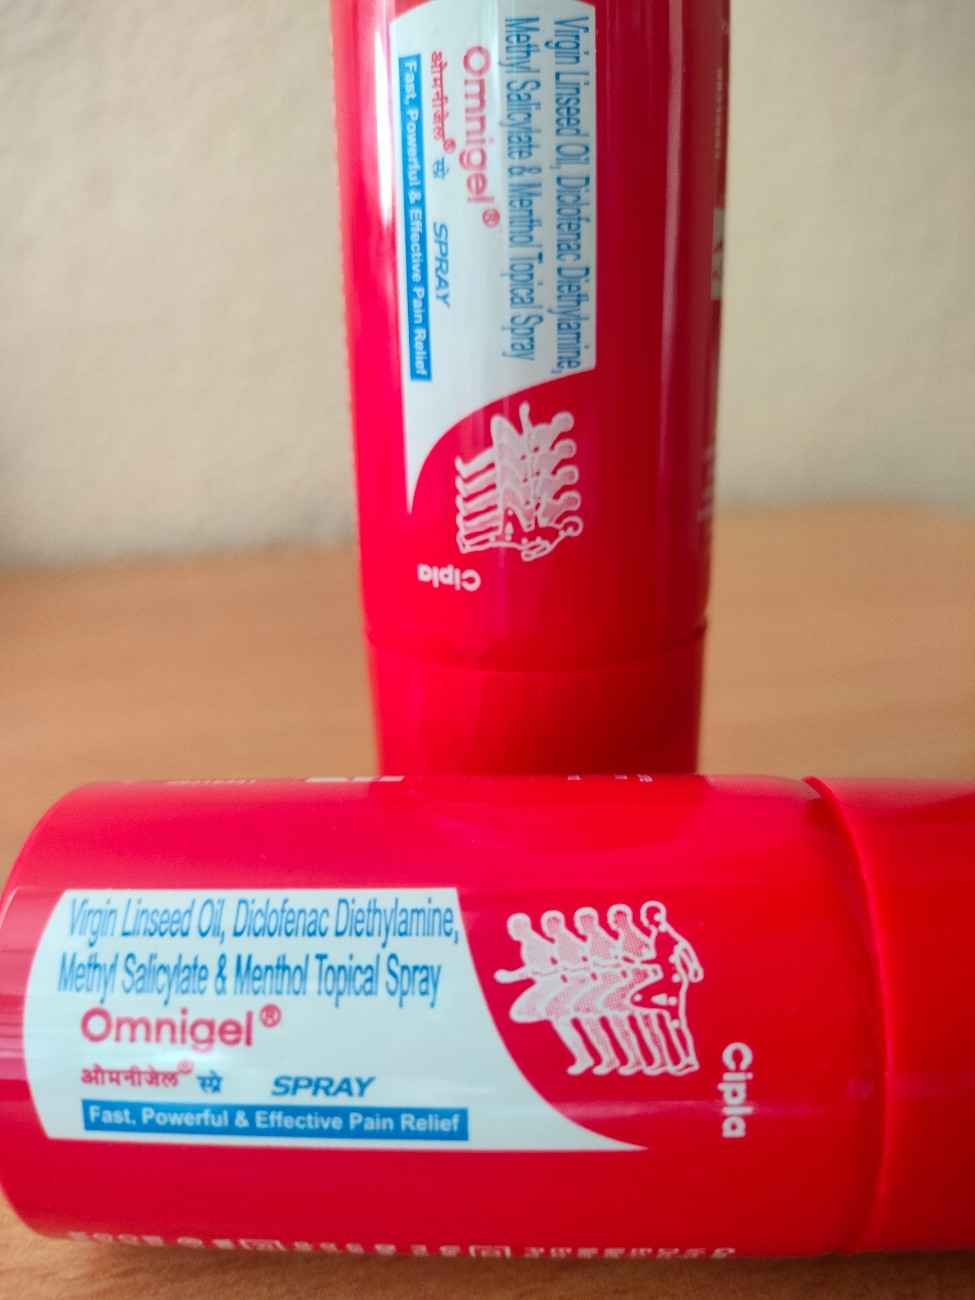 Virgin Linseed Oil, Diclofenac Diethylamine,
Methyl Salicylate & Menthol Topical Spray
Omnigel®
ओमनीजेल® स्प्रे SPRAY
Fast, Powerful & Effective Pain Relief
Cipla
Virgin Linseed Oil, Diclofenac Diethylamine,
Methyl Salicylate & Menthol Topical Spray
Omnigel®
ओमनीजेल® स्प्रे SPRAY
Fast, Powerful & Effective Pain Relief
Cipla